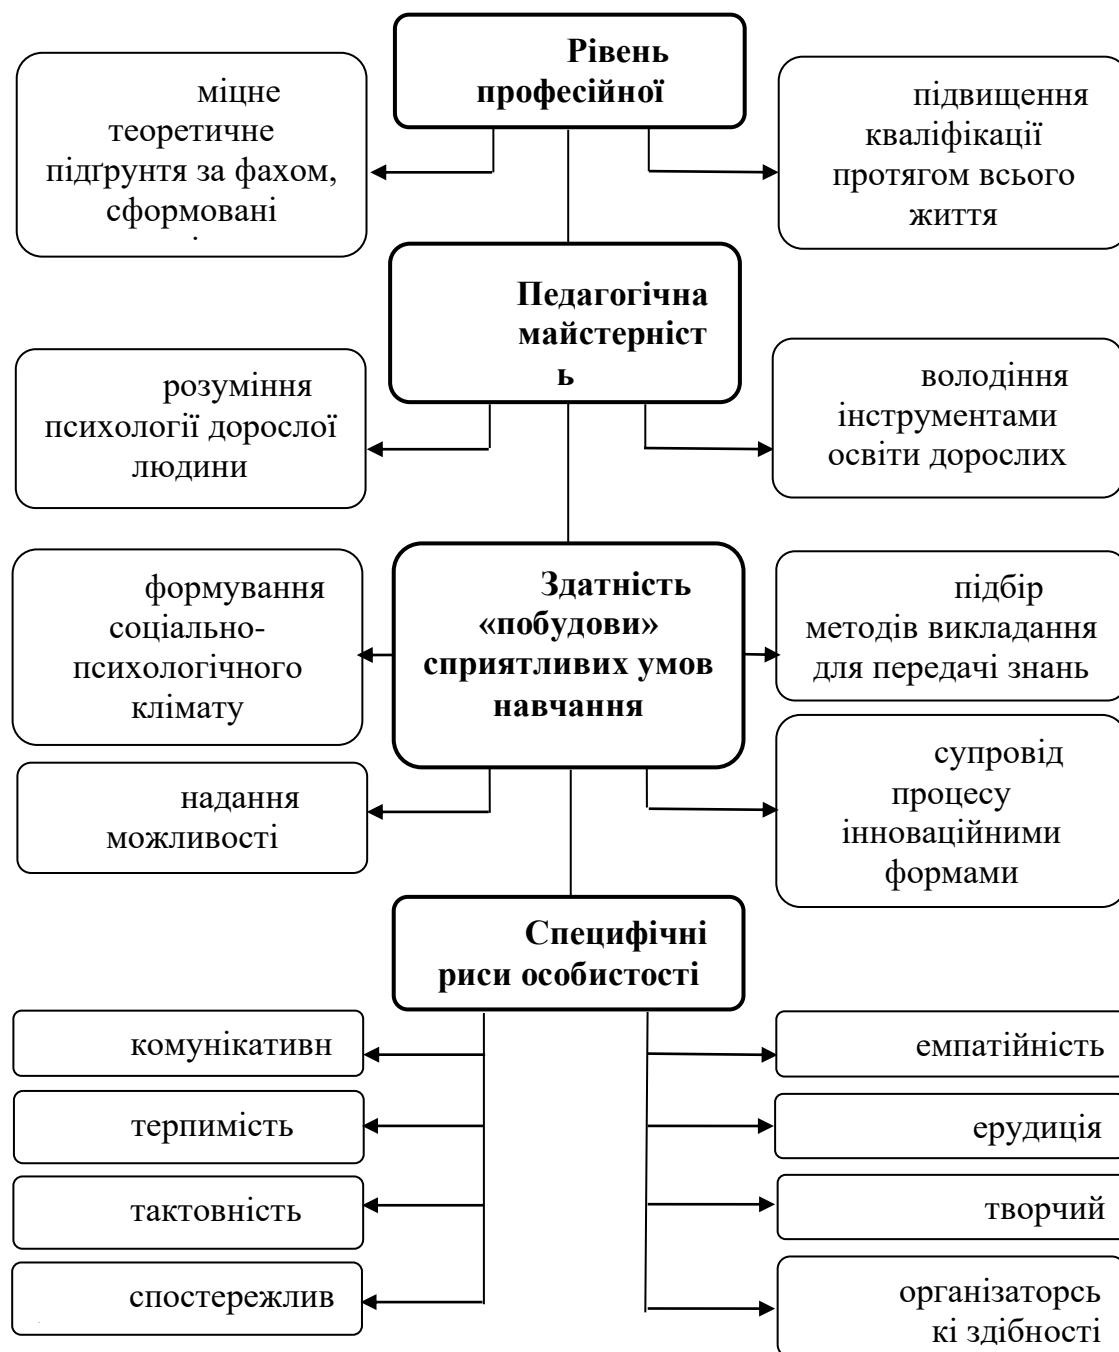 Рівень
професійної
міцне
теоретичне
підґрунтя за фахом,
сформовані
підвищення
кваліфікації
протягом всього
життя
Педагогічна
майстерніст
ь
розуміння
психології дорослої
людини
володіння
інструментами
освіти дорослих
Здатність
«побудови»
сприятливих умов
навчання
формування
соціально-
психологічного
клімату
підбір
методів викладання
для передачі знань
надання
можливості
супровід
процесу
інноваційними
формами
Специфічні
риси особистості
комунікативн
емпатійність
терпимість
ерудиція
тактовність
творчий
спостережлив
організаторсь
кі здібності